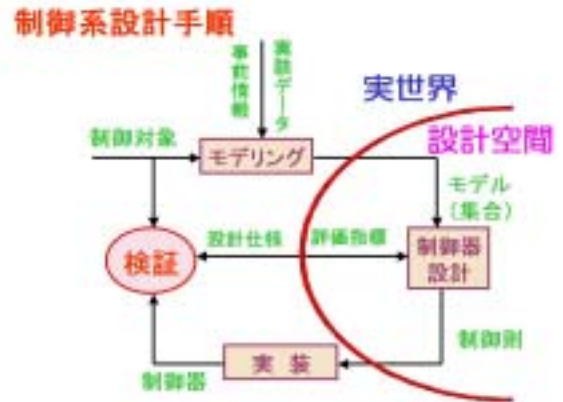 制御系設計手順
事前情報
実験データ
実世界
設計空間
制御対象
モデリング
モデル
(集合)
検証
設計仕様
評価指標
制御器
設計
制御則
実 装
制御器